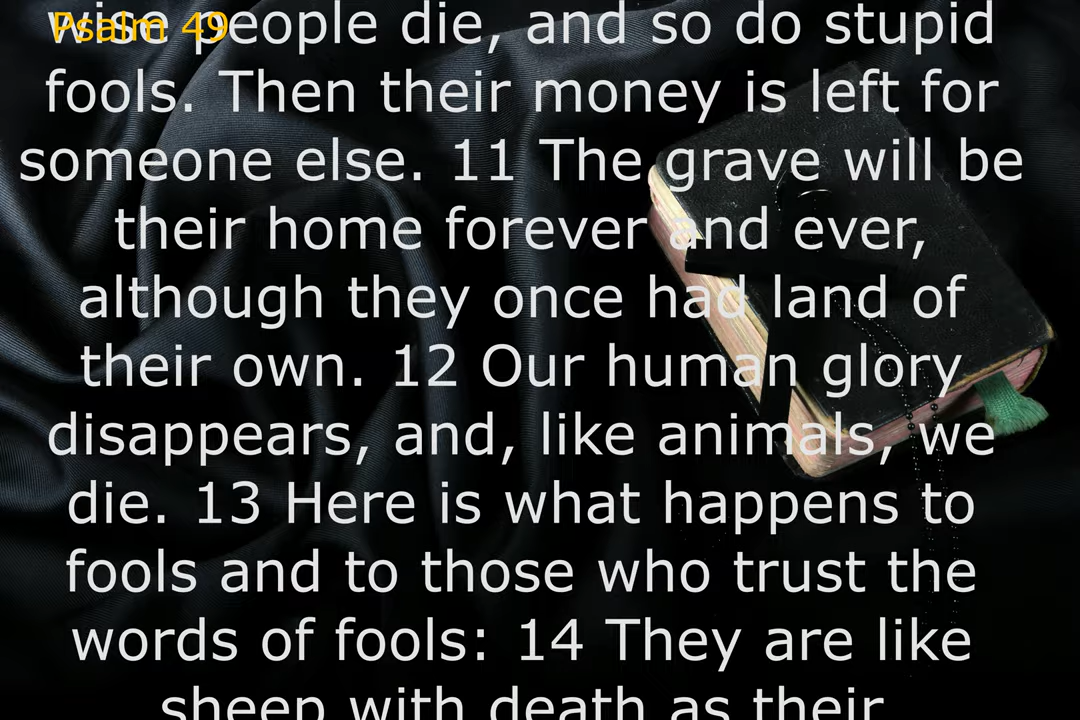 Psalm 49
wise people die, and so do stupid
fools. Then their money is left for
someone else. 11 The grave will be
their home forever and ever,
although they once had land of
their own. 12 Our human glory
disappears, and, like animals, we
die. 13 Here is what happens to
fools and to those who trust the
words of fools: 14 They are like
sheep with death as their